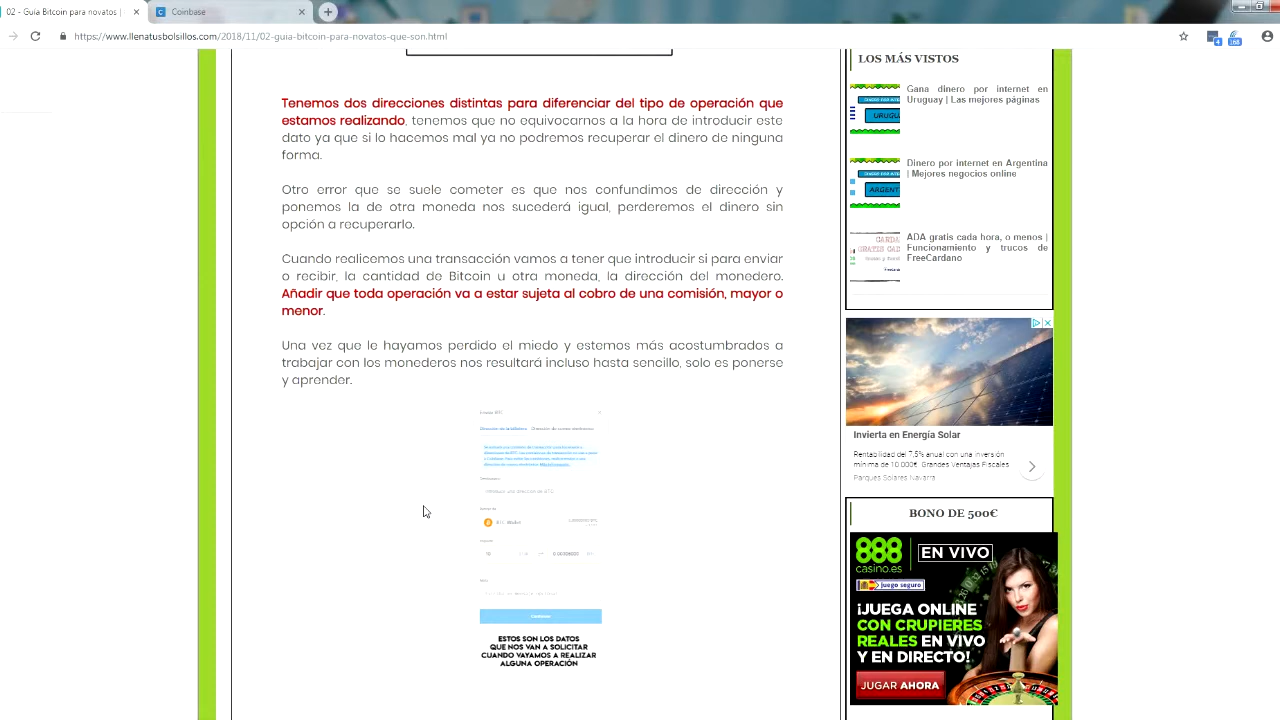 02 - Guía Bitcoin para novatos |
Coinbase
https://www.llenatusbolsillos.com/2018/11/02-guia-bitcoin-para-novatos-que-son.html
Tenemos dos direcciones distintas para diferenciar del tipo de operación que
estamos realizando, tenemos que no equivocarnos a la hora de introducir este
dato ya que si lo hacemos mal ya no podremos recuperar el dinero de ninguna
forma.
Otro error que se suele cometer es que nos confundimos de dirección y
ponemos la de otra moneda nos sucederá igual, perderemos el dinero sin
opción a recuperarlo.
Cuando realicemos una transacción vamos a tener que introducir si para enviar
o recibir, la cantidad de Bitcoin u otra moneda, la dirección del monedero.
Añadir que toda operación va a estar sujeta al cobro de una comisión, mayor o
menor.
Una vez que le hayamos perdido el miedo y estemos más acostumbrados a
trabajar con los monederos nos resultará incluso hasta sencillo, solo es ponerse
y aprender.
Continuar
ESTOS SON LOS DATOS
QUE NOS VAN A SOLICITAR
CUANDO VAYAMOS A REALIZAR
ALGUNA OPERACIÓN
LOS MÁS VISTOS
Gana dinero por internet en
Uruguay | Las mejores páginas
Dinero por internet en Argentina
| Mejores negocios online
ADA gratis cada hora, o menos |
Funcionamiento y trucos de
FreeCardano
Invierta en Energía Solar
Rentabilidad del 7,5% anual con una inversión
mínima de 10.000€. Grandes Ventajas Fiscales
Parques Solares Navarra
BONO DE 500€
888
casino.es
EN VIVO
Juego seguro
¡JUEGA ONLINE
CON CRUPIERES
REALES EN VIVO
Y EN DIRECTO!
JUGAR AHORA